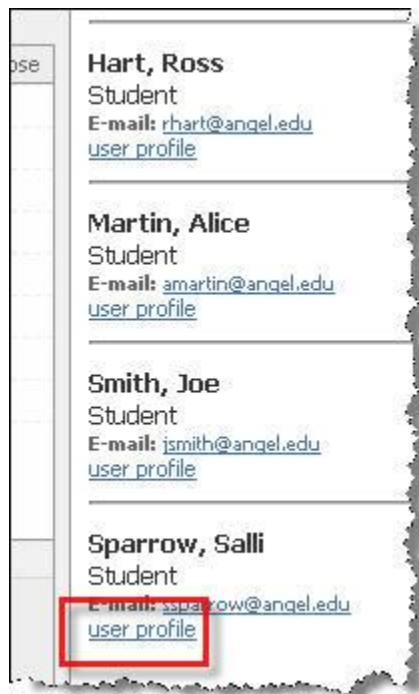 ose
Hart, Ross
Student
E-mail: rhart@angel.edu
user profile
Martin, Alice
Student
E-mail: amartin@angel.edu
user profile
Smith, Joe
Student
E-mail: jsmith@angel.edu
user profile
Sparrow, Salli
Student
E-mail: ssparrow@angel.edu
user profile